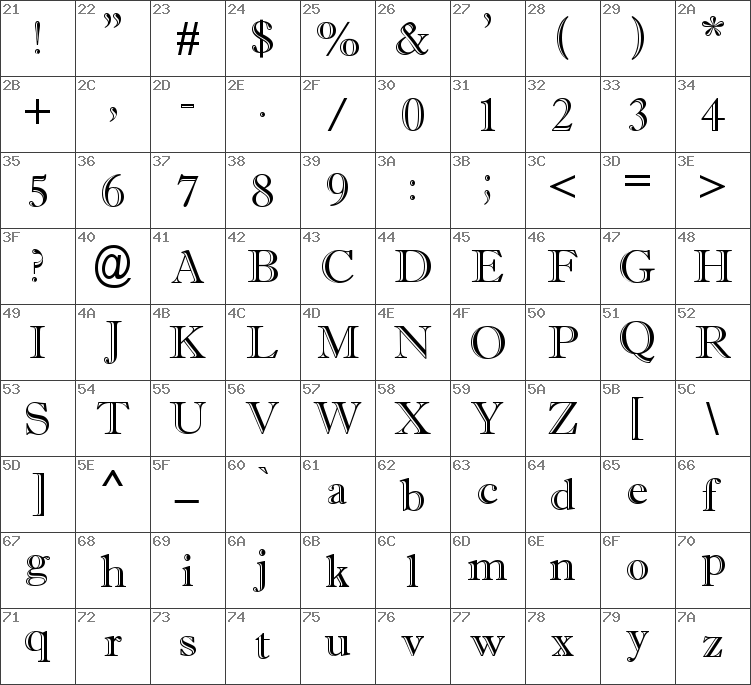 21 22 23 24 25 26 27 28 29 2A
! ” # $ % & ’ ( ) *
2B 2C 2D 2E 2F 30 31 32 33 34
+ , - . / 0 1 2 3 4
35 36 37 38 39 3A 3B 3C 3D 3E
5 6 7 8 9 : ; < = >
3F 40 41 42 43 44 45 46 47 48
? @ A B C D E F G H
49 4A 4B 4C 4D 4E 4F 50 51 52
I J K L M N O P Q R
53 54 55 56 57 58 59 5A 5B 5C
S T U V W X Y Z [ \
5D 5E 5F 60 61 62 63 64 65 66
] ^ _ ` a b c d e f
67 68 69 6A 6B 6C 6D 6E 6F 70
g h i j k l m n o p
71 72 73 74 75 76 77 78 79 7A
q r s t u v w x y z